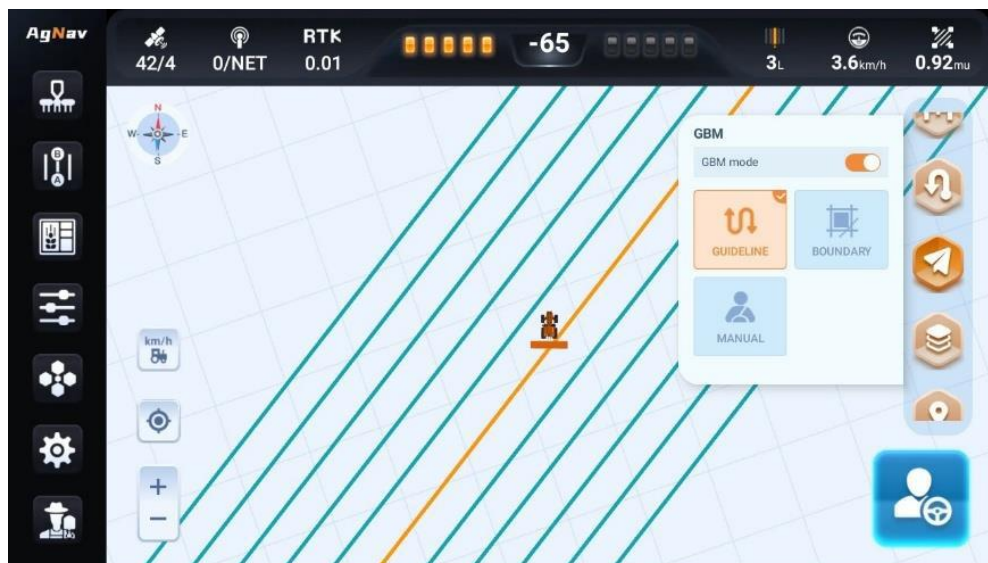 AgNav
42/4
0/NET
RTK
0.01
-65
3L
3.6km/h
0.92mu
N
W
E
S
B
A
km/h
+
−
GBM
GBM mode
GUIDELINE
BOUNDARY
MANUAL